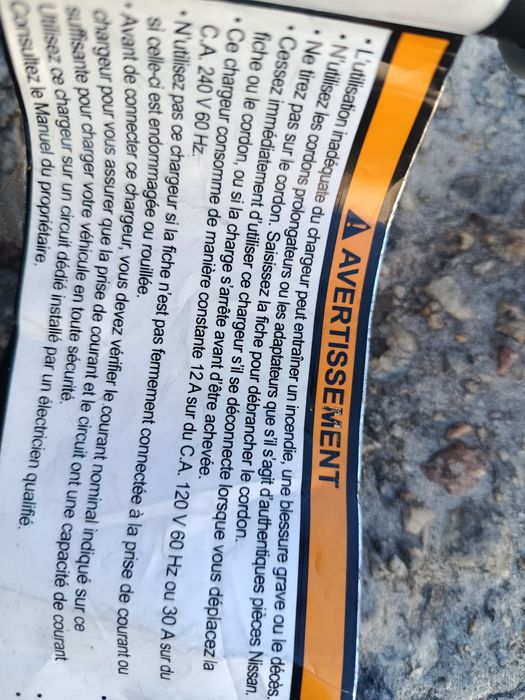 ⚠ AVERTISSEMENT
• L'utilisation inadéquate du chargeur peut entraîner un incendie, une blessure grave ou le décès.
• N'utilisez les cordons prolongateurs ou les adaptateurs que s'il s'agit d'authentiques pièces Nissan.
• Ne tirez pas sur le cordon. Saisissez la fiche pour débrancher le cordon.
• Cessez immédiatement d'utiliser ce chargeur s'il se déconnecte lorsque vous déplacez la
fiche ou le cordon, ou si la charge s'arrête avant d'être achevée.
• Ce chargeur consomme de manière constante 12 A sur du C.A. 120 V 60 Hz ou 30 A sur du
C.A. 240 V 60 Hz.
• N'utilisez pas ce chargeur si la fiche n'est pas fermement connectée à la prise de courant ou
si celle-ci est endommagée ou rouillée.
• Avant de connecter ce chargeur, vous devez vérifier le courant nominal indiqué sur ce
chargeur pour vous assurer que la prise de courant et le circuit ont une capacité de courant
suffisante pour charger votre véhicule en toute sécurité.
Utilisez ce chargeur sur un circuit dédié installé par un électricien qualifié.
Consultez le Manuel du propriétaire.